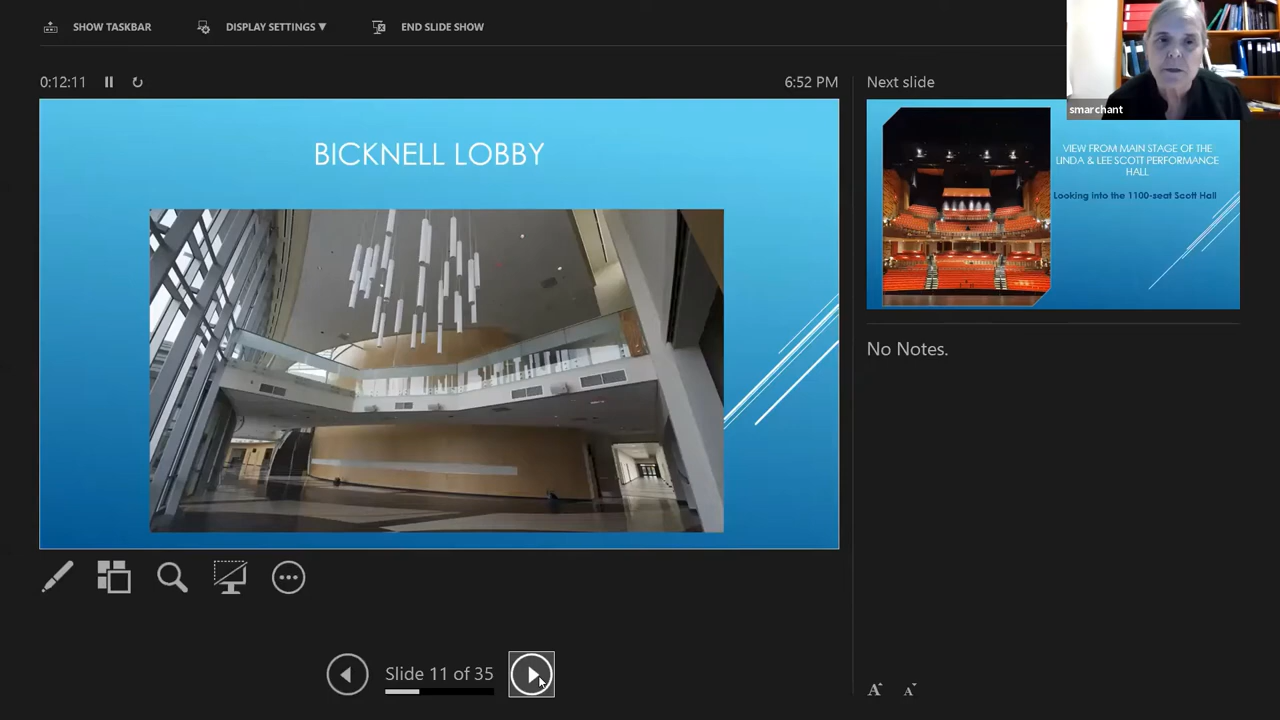 SHOW TASKBAR
DISPLAY SETTINGS ▼
END SLIDE SHOW
smarchant
0:12:11
6:52 PM
Next slide
BICKNELL LOBBY
VIEW FROM MAIN STAGE OF THE
LINDA & LEE SCOTT PERFORMANCE
HALL
Looking into the 1100-seat Scott Hall
No Notes.
Slide 11 of 35
A
A